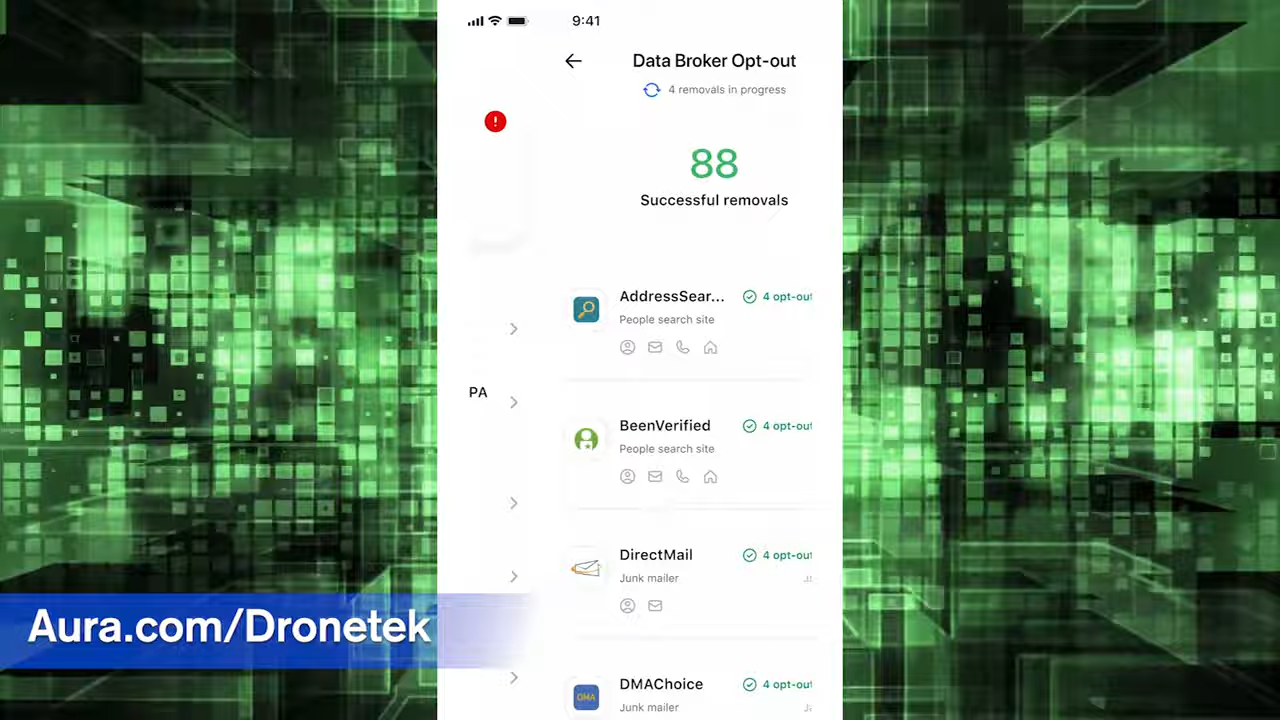 9:41
Data Broker Opt-out
4 removals in progress
88
Successful removals
AddressSear...
4 opt-out
People search site
PA
BeenVerified
4 opt-out
People search site
DirectMail
4 opt-out
Junk mailer
Aura.com/Dronetek
DMAChoice
4 opt-out
DMA
Junk mailer